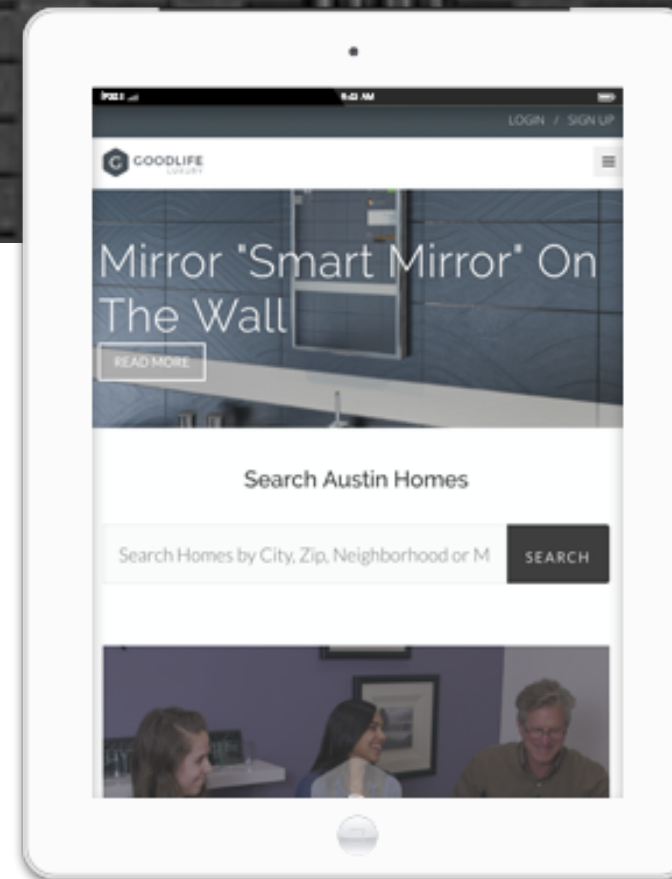 LOGIN / SIGN UP
G GOODLIFE
LUXURY
Mirror "Smart Mirror" On
The Wall
READ MORE
Search Austin Homes
Search Homes by City, Zip, Neighborhood or M
SEARCH